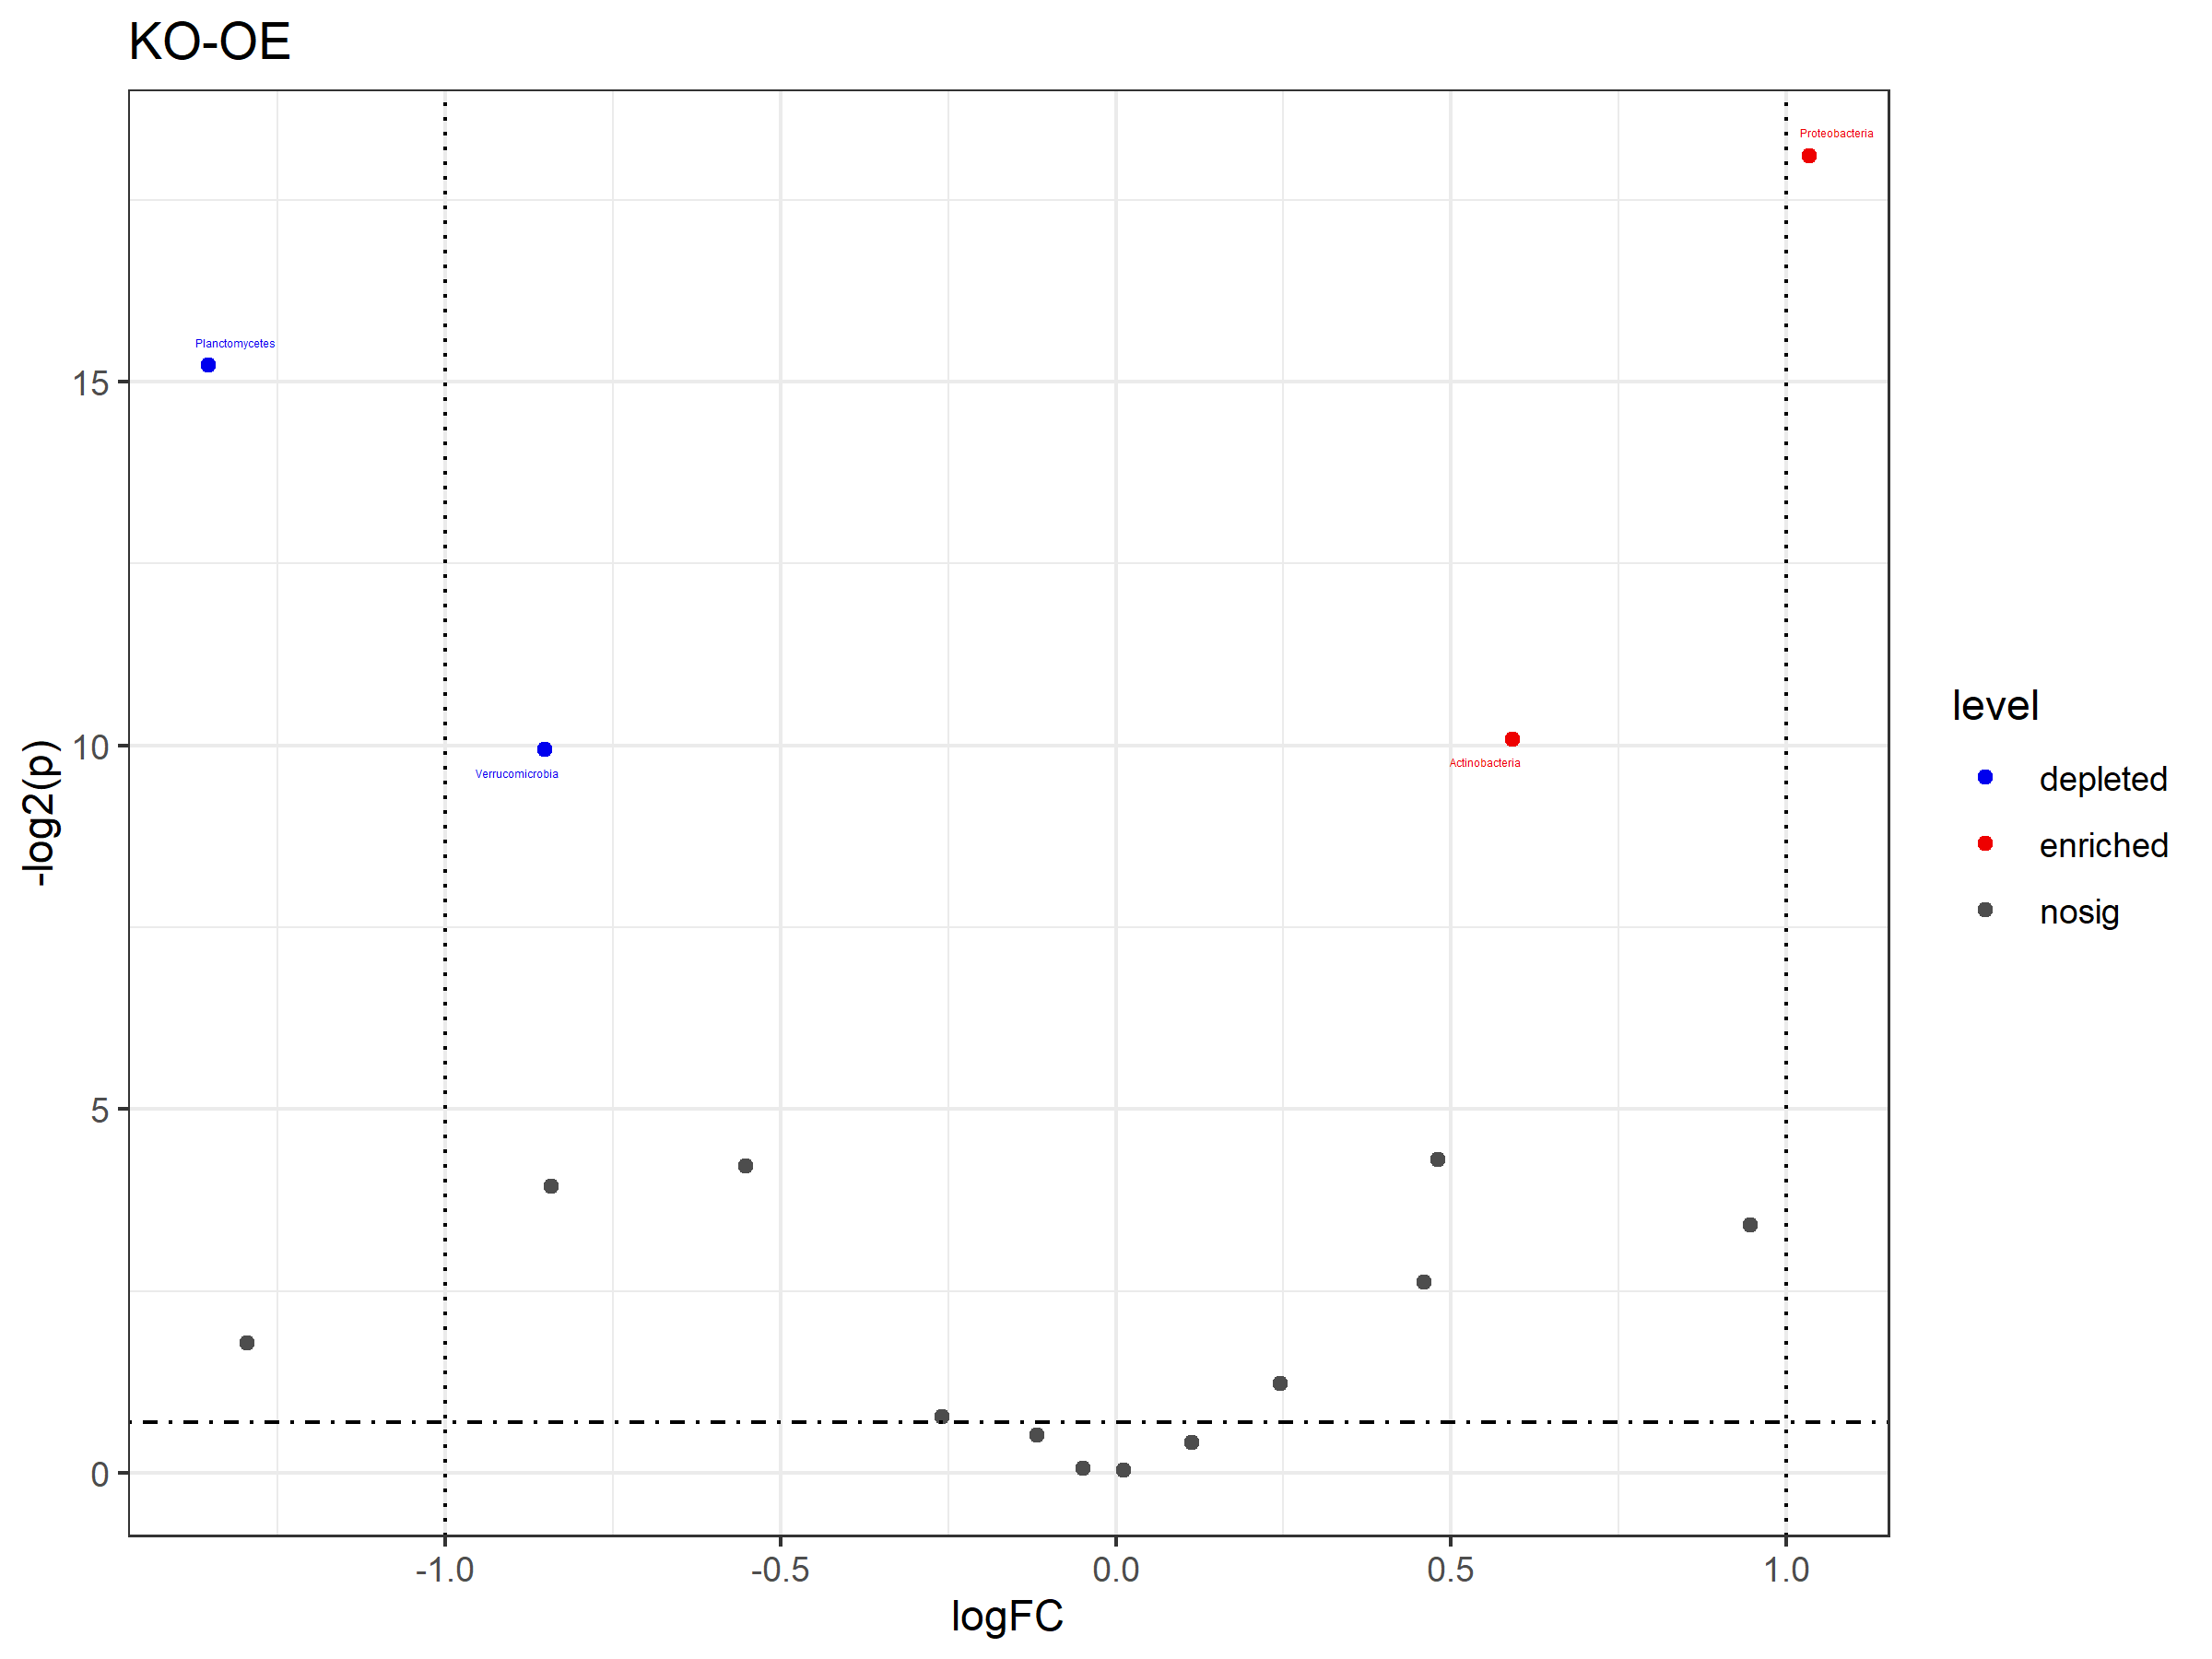 KO-OE
Proteobacteria
Planctomycetes
Verrucomicrobia
Actinobacteria
15
10
5
0
-log2(p)
-1.0
-0.5
0.0
0.5
1.0
logFC
level
depleted
enriched
nosig